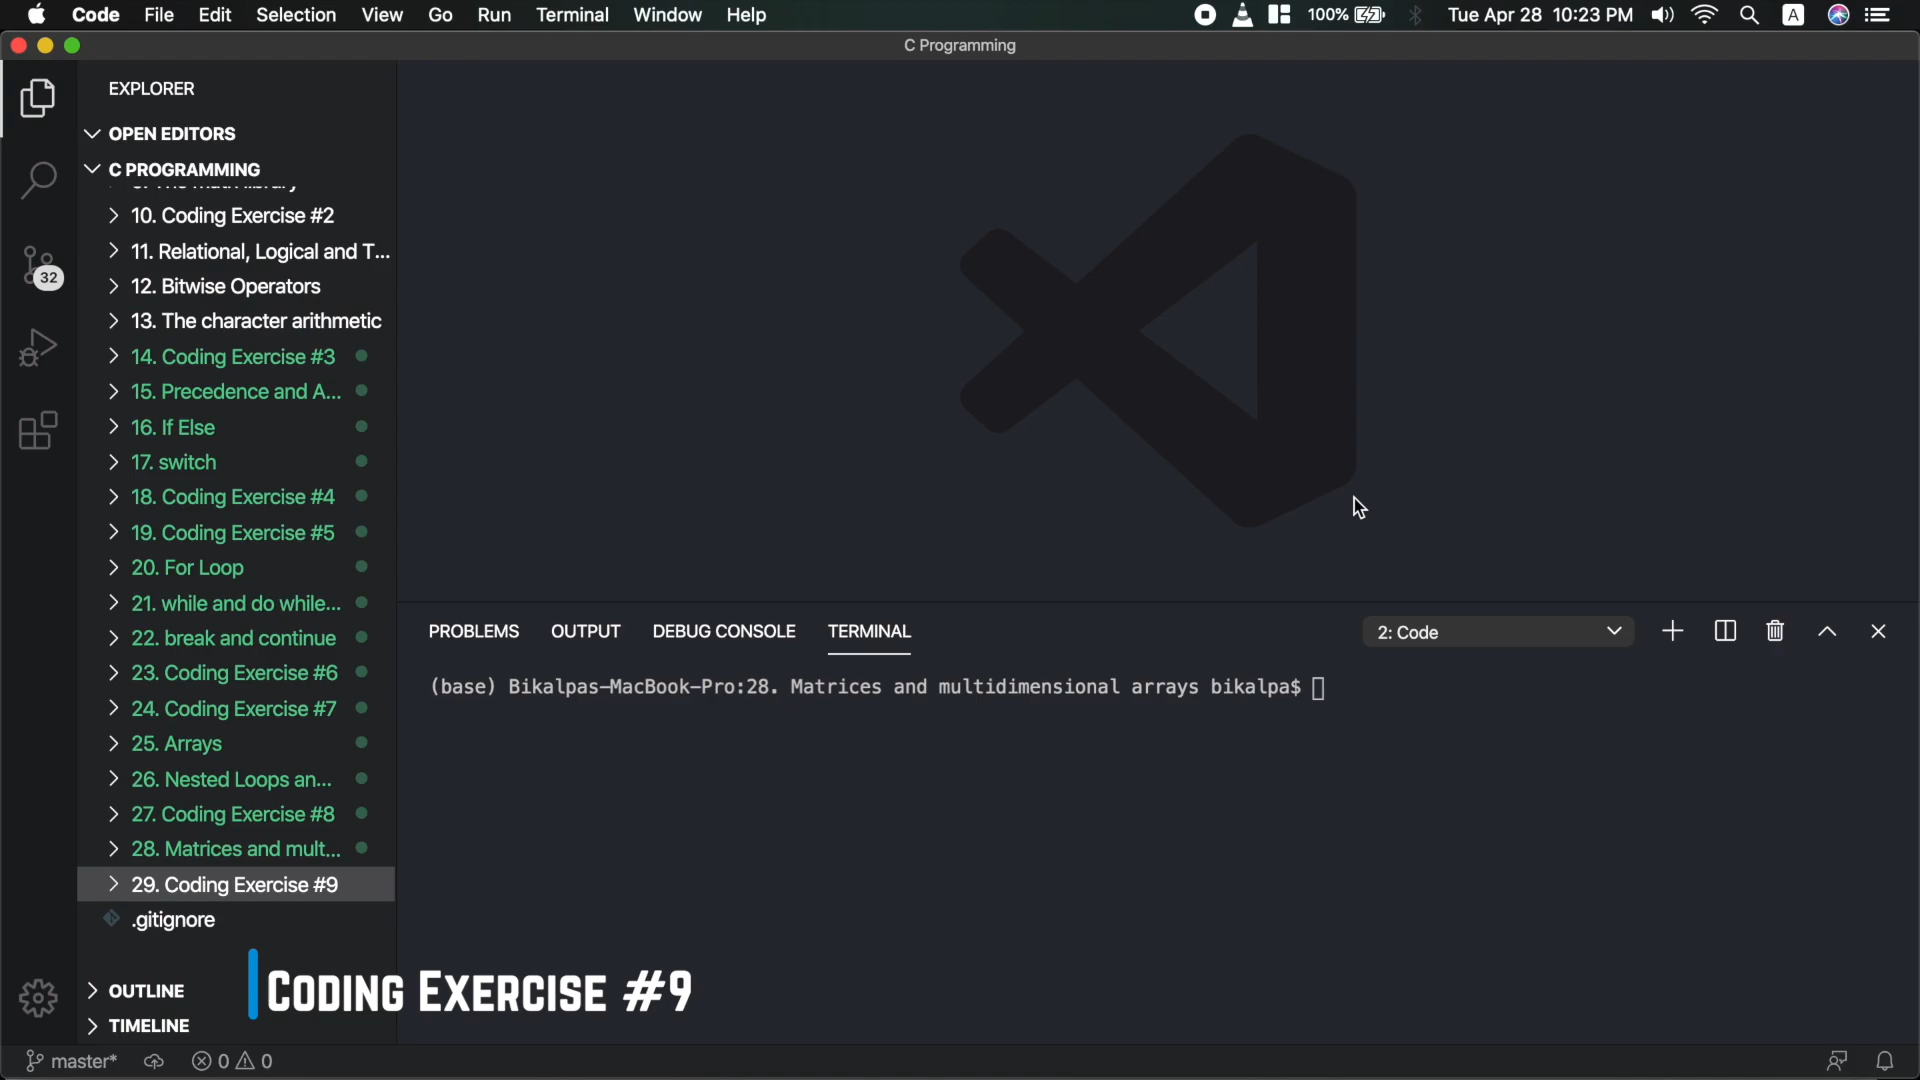 Code File Edit Selection View Go Run Terminal Window Help 100% Tue Apr 28 10:23 PM A
C Programming
EXPLORER
OPEN EDITORS
C PROGRAMMING
10. Coding Exercise #2
11. Relational, Logical and T...
12. Bitwise Operators
13. The character arithmetic
14. Coding Exercise #3
15. Precedence and A...
16. If Else
17. switch
18. Coding Exercise #4
19. Coding Exercise #5
20. For Loop
21. while and do while...
22. break and continue
23. Coding Exercise #6
24. Coding Exercise #7
25. Arrays
26. Nested Loops an...
27. Coding Exercise #8
28. Matrices and mult...
29. Coding Exercise #9
.gitignore
OUTLINE
TIMELINE
32
PROBLEMS OUTPUT DEBUG CONSOLE TERMINAL 2: Code
(base) Bikalpas-MacBook-Pro:28. Matrices and multidimensional arrays bikalpa$
CODING EXERCISE #9
master* 0 0